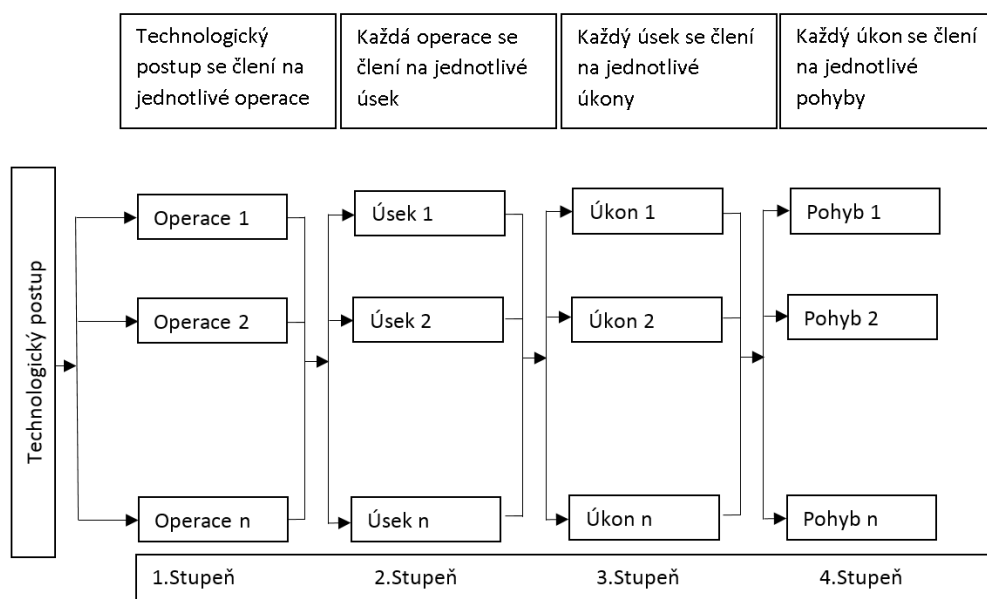 Technologický
postup se člení na
jednotlivé operace
Každá operace se
člení na jednotlivé
úsek
Každý úsek se člení
na jednotlivé
úkony
Každý úkon se člení
na jednotlivé
pohyby
Technologický postup
Operace 1
Úsek 1
Úkon 1
Pohyb 1
Operace 2
Úsek 2
Úkon 2
Pohyb 2
Operace n
Úsek n
Úkon n
Pohyb n
1.Stupeň
2.Stupeň
3.Stupeň
4.Stupeň